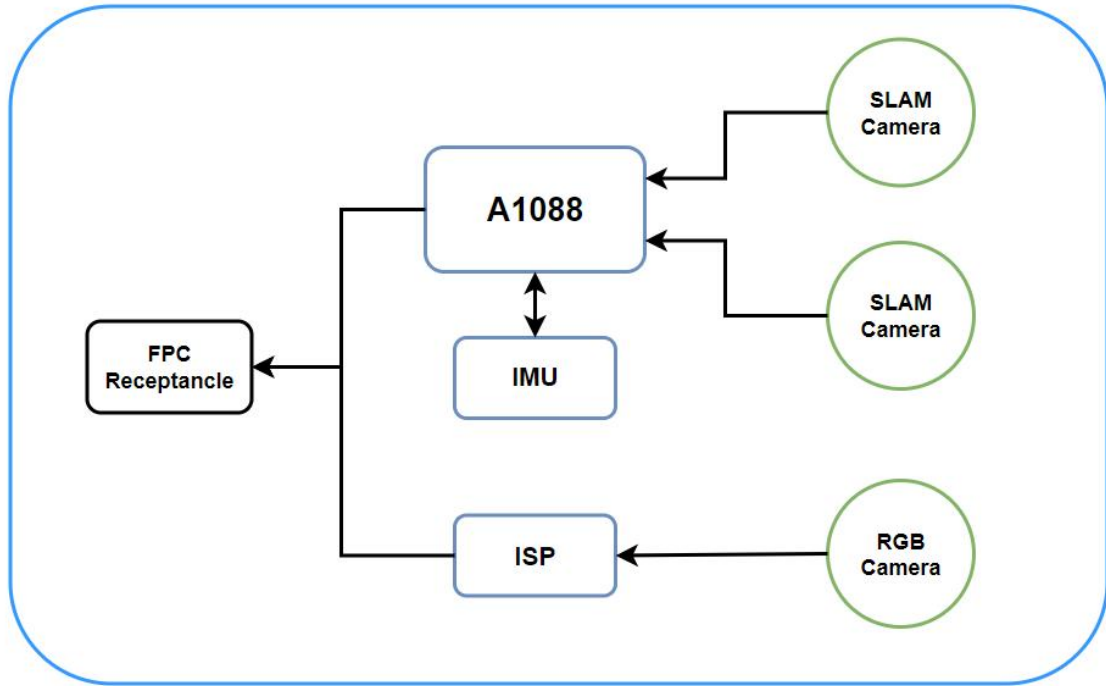 SLAM
Camera
A1088
SLAM
Camera
FPC
Receptancle
IMU
ISP
RGB
Camera